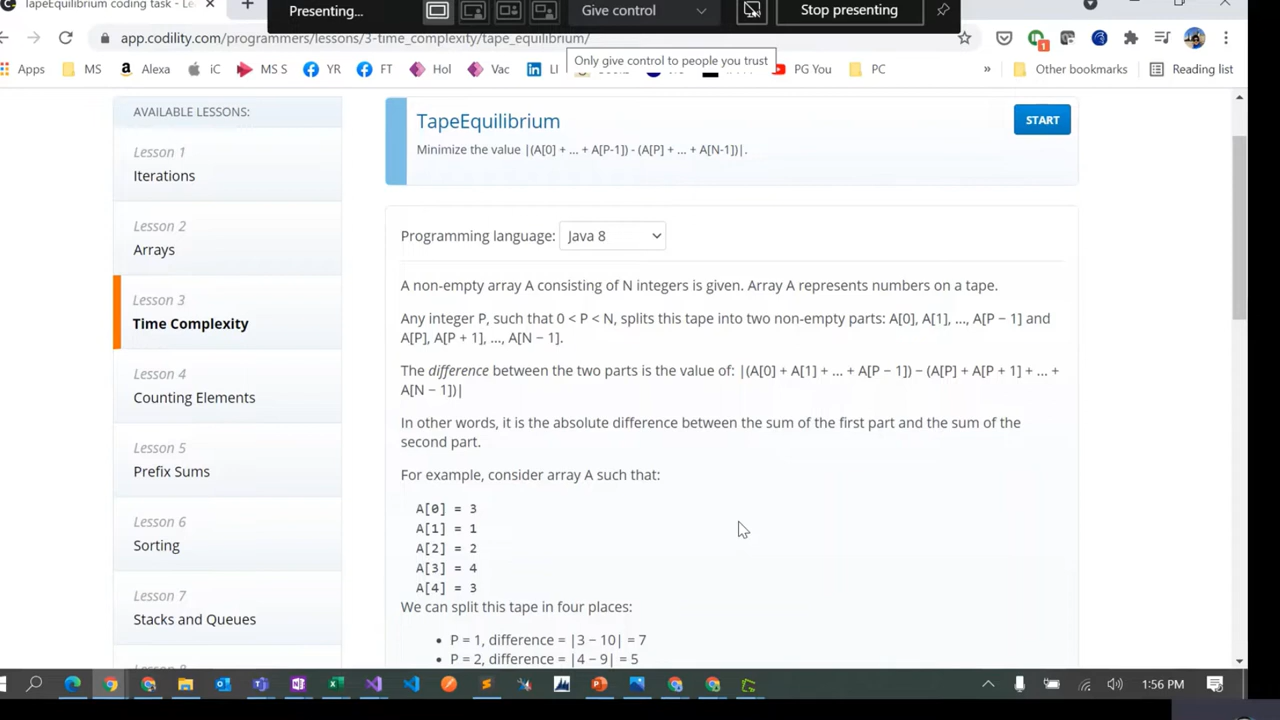 TapeEquilibrium coding task - Le
Presenting...
Give control
Stop presenting
app.codility.com/programmers/lessons/3-time_complexity/tape_equilibrium/
Only give control to people you trust
Apps
MS
Alexa
iC
MS S
YR
FT
Hol
Vac
LI
PG You
PC
»
Other bookmarks
Reading list
1
AVAILABLE LESSONS:
Lesson 1
Iterations
Lesson 2
Arrays
Lesson 3
Time Complexity
Lesson 4
Counting Elements
Lesson 5
Prefix Sums
Lesson 6
Sorting
Lesson 7
Stacks and Queues
TapeEquilibrium
START
Minimize the value |(A[0] + ... + A[P-1]) - (A[P] + ... + A[N-1])|.
Programming language: Java 8
A non-empty array A consisting of N integers is given. Array A represents numbers on a tape.
Any integer P, such that 0 < P < N, splits this tape into two non-empty parts: A[0], A[1], ..., A[P − 1] and
A[P], A[P + 1], ..., A[N − 1].
The difference between the two parts is the value of: |(A[0] + A[1] + ... + A[P − 1]) − (A[P] + A[P + 1] + ... +
A[N − 1])|
In other words, it is the absolute difference between the sum of the first part and the sum of the
second part.
For example, consider array A such that:
A[0] = 3
A[1] = 1
A[2] = 2
A[3] = 4
A[4] = 3
We can split this tape in four places:
• P = 1, difference = |3 − 10| = 7
• P = 2, difference = |4 − 9| = 5
1:56 PM